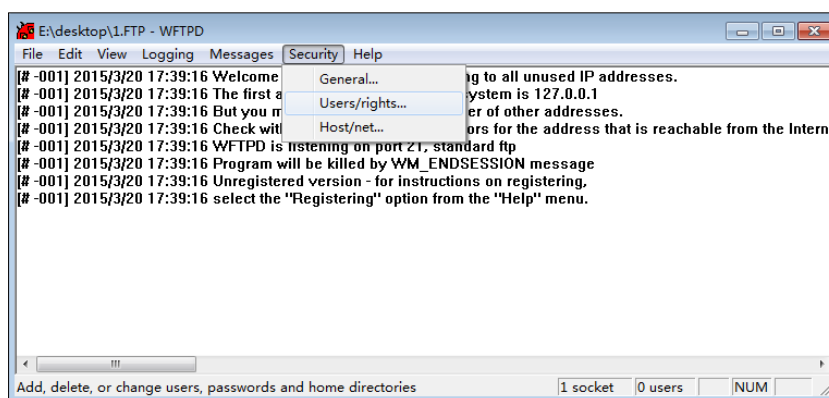 E:\desktop\1.FTP - WFTPD
File Edit View Logging Messages Security Help
General...
Users/rights...
Host/net...
[# -001] 2015/3/20 17:39:16 Welcome ng to all unused IP addresses.
[# -001] 2015/3/20 17:39:16 The first a ystem is 127.0.0.1
[# -001] 2015/3/20 17:39:16 But you m er of other addresses.
[# -001] 2015/3/20 17:39:16 Check wit ors for the address that is reachable from the Intern
[# -001] 2015/3/20 17:39:16 WFTPD is listening on port 21, standard ftp
[# -001] 2015/3/20 17:39:16 Program will be killed by WM_ENDSESSION message
[# -001] 2015/3/20 17:39:16 Unregistered version - for instructions on registering,
[# -001] 2015/3/20 17:39:16 select the "Registering" option from the "Help" menu.
Add, delete, or change users, passwords and home directories 1 socket 0 users NUM